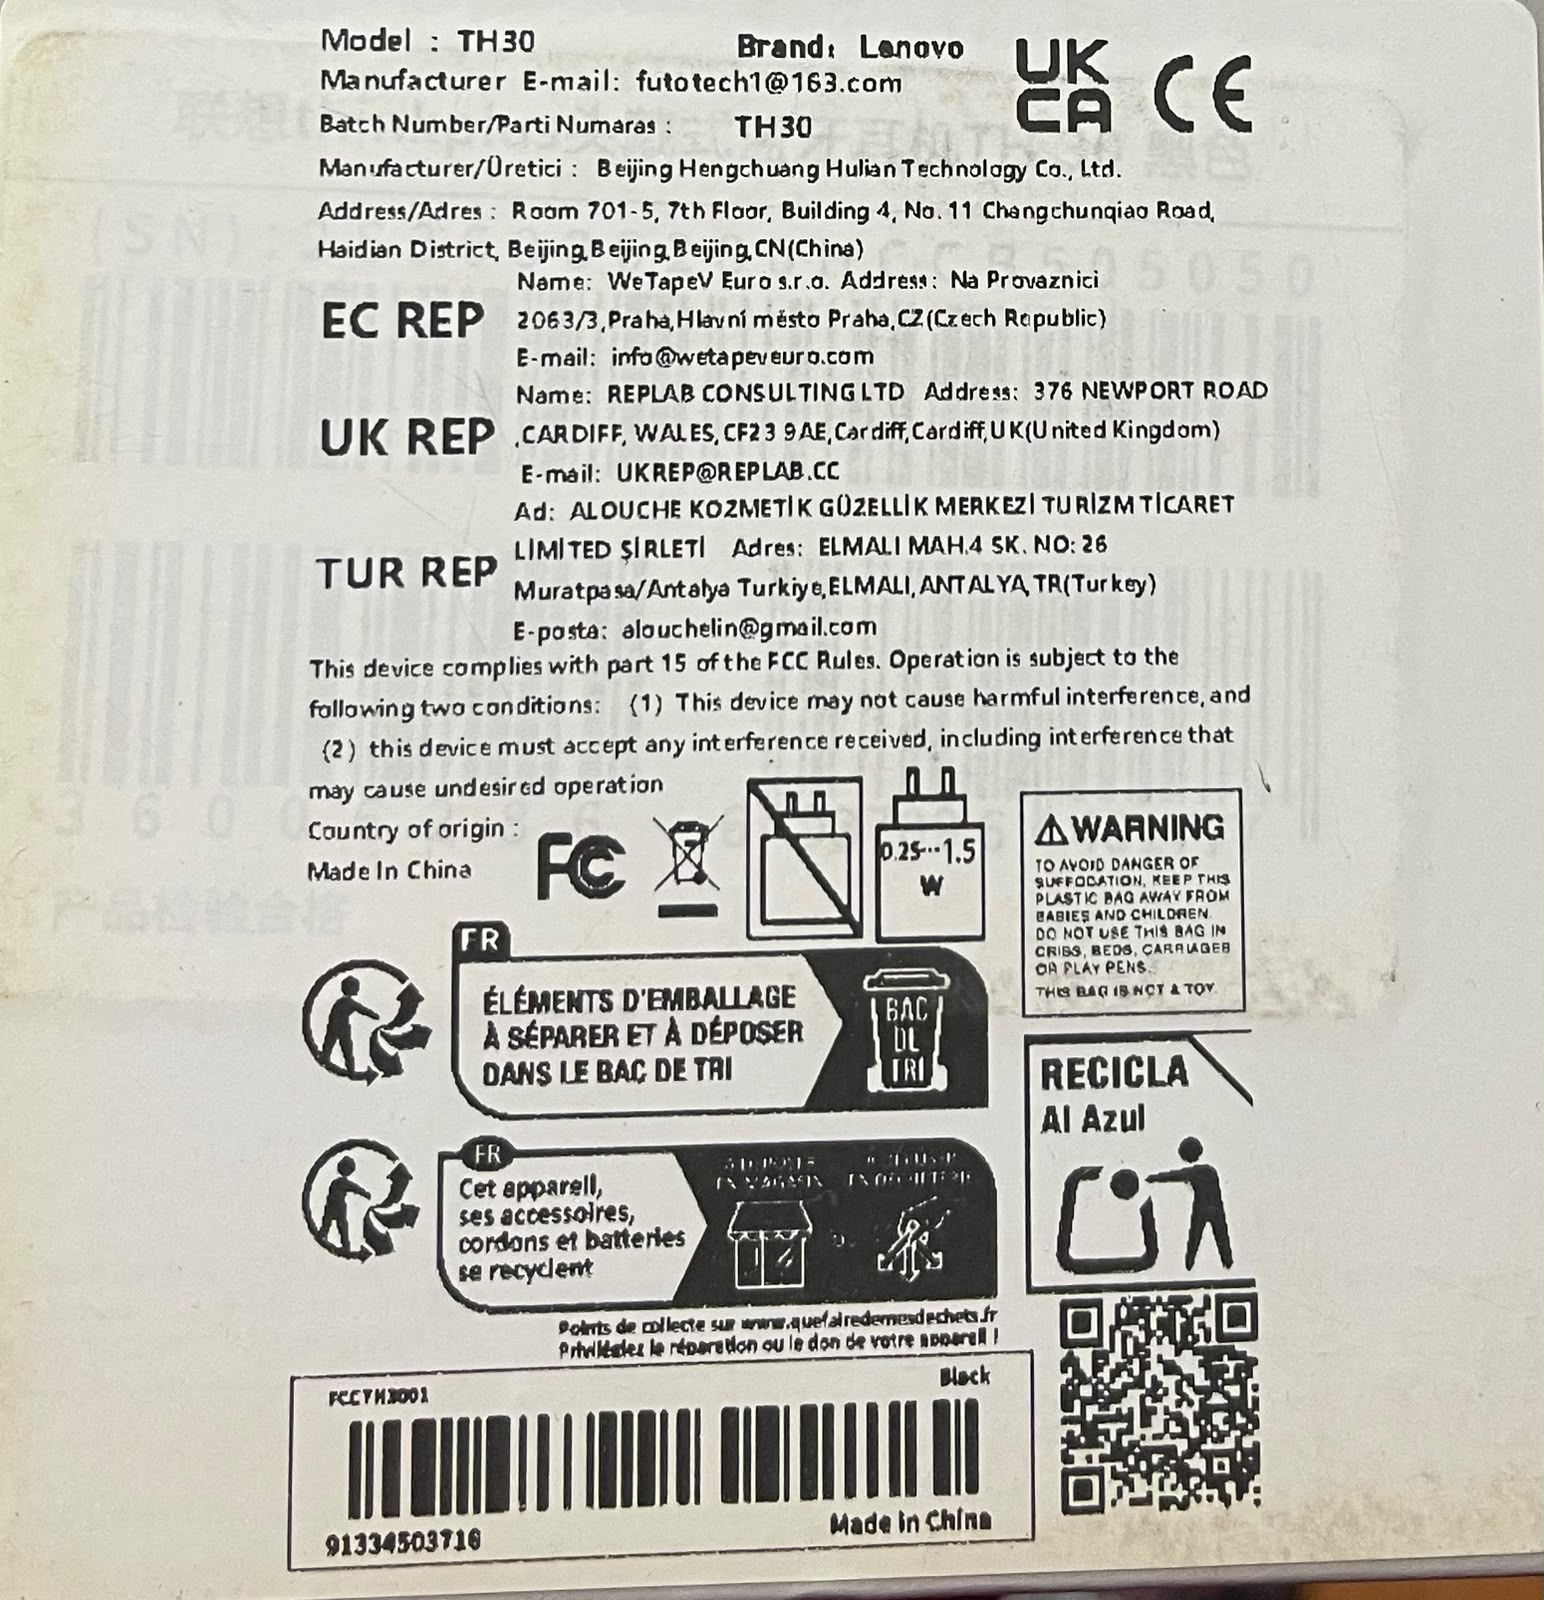 Model : TH30
Brand: Lenovo
UK
CA
CE
Manufacturer E-mail: fututech1@163.com
Batch Number/Parti Numaras : TH30
Manufacturer/Üretici : Beijing Hengchuang Hulian Technology Co., Ltd.
Address/Adres : Room 701-5, 7th Floor, Building 4, No. 11 Changchunqiao Road,
Haidian District, Beijing,Beijing,Beijing,CN(China)
EC REP
Name: WeTapeV Euro s.r.o. Address: Na Provaznici
2063/3,Praha,Hlavní město Praha,CZ(Czech Republic)
E-mail: info@wetapeveuro.com
UK REP
Name: REPLAB CONSULTING LTD Address: 376 NEWPORT ROAD
,CARDIFF, WALES, CF23 9AE,Cardiff,Cardiff,UK(United Kingdom)
E-mail: UKREP@REPLAB.CC
TUR REP
Ad: ALOUCHE KOZMETİK GÜZELLİK MERKEZİ TURİZM TİCARET
LİMİTED ŞİRLETİ Adres: ELMALI MAH.4 SK. NO: 26
Muratpasa/Antalya Turkiye,ELMALI, ANTALYA,TR(Turkey)
E-posta: alouchelin@gmail.com
This device complies with part 15 of the FCC Rules. Operation is subject to the
following two conditions: (1) This device may not cause harmful interference, and
(2) this device must accept any interference received, including interference that
may cause undesired operation
Country of origin :
Made In China
FC
0.25···1.5
W
WARNING
TO AVOID DANGER OF
SUFFOCATION, KEEP THIS
PLASTIC BAG AWAY FROM
BABIES AND CHILDREN.
DO NOT USE THIS BAG IN
CRIBS, BEDS, CARRIAGES
OR PLAY PENS.
THIS BAG IS NOT A TOY.
FR
ÉLÉMENTS D'EMBALLAGE
À SÉPARER ET À DÉPOSER
DANS LE BAC DE TRI
BAC
DE
TRI
RECICLA
Al Azul
FR
Cet appareil,
ses accessoires,
cordons et batteries
se recyclent
Points de collecte sur www.quefairedemesdechets.fr
Privilégiez le réparation ou le don de votre appareil !
FCCTH3001
Black
91334503716
Made in China